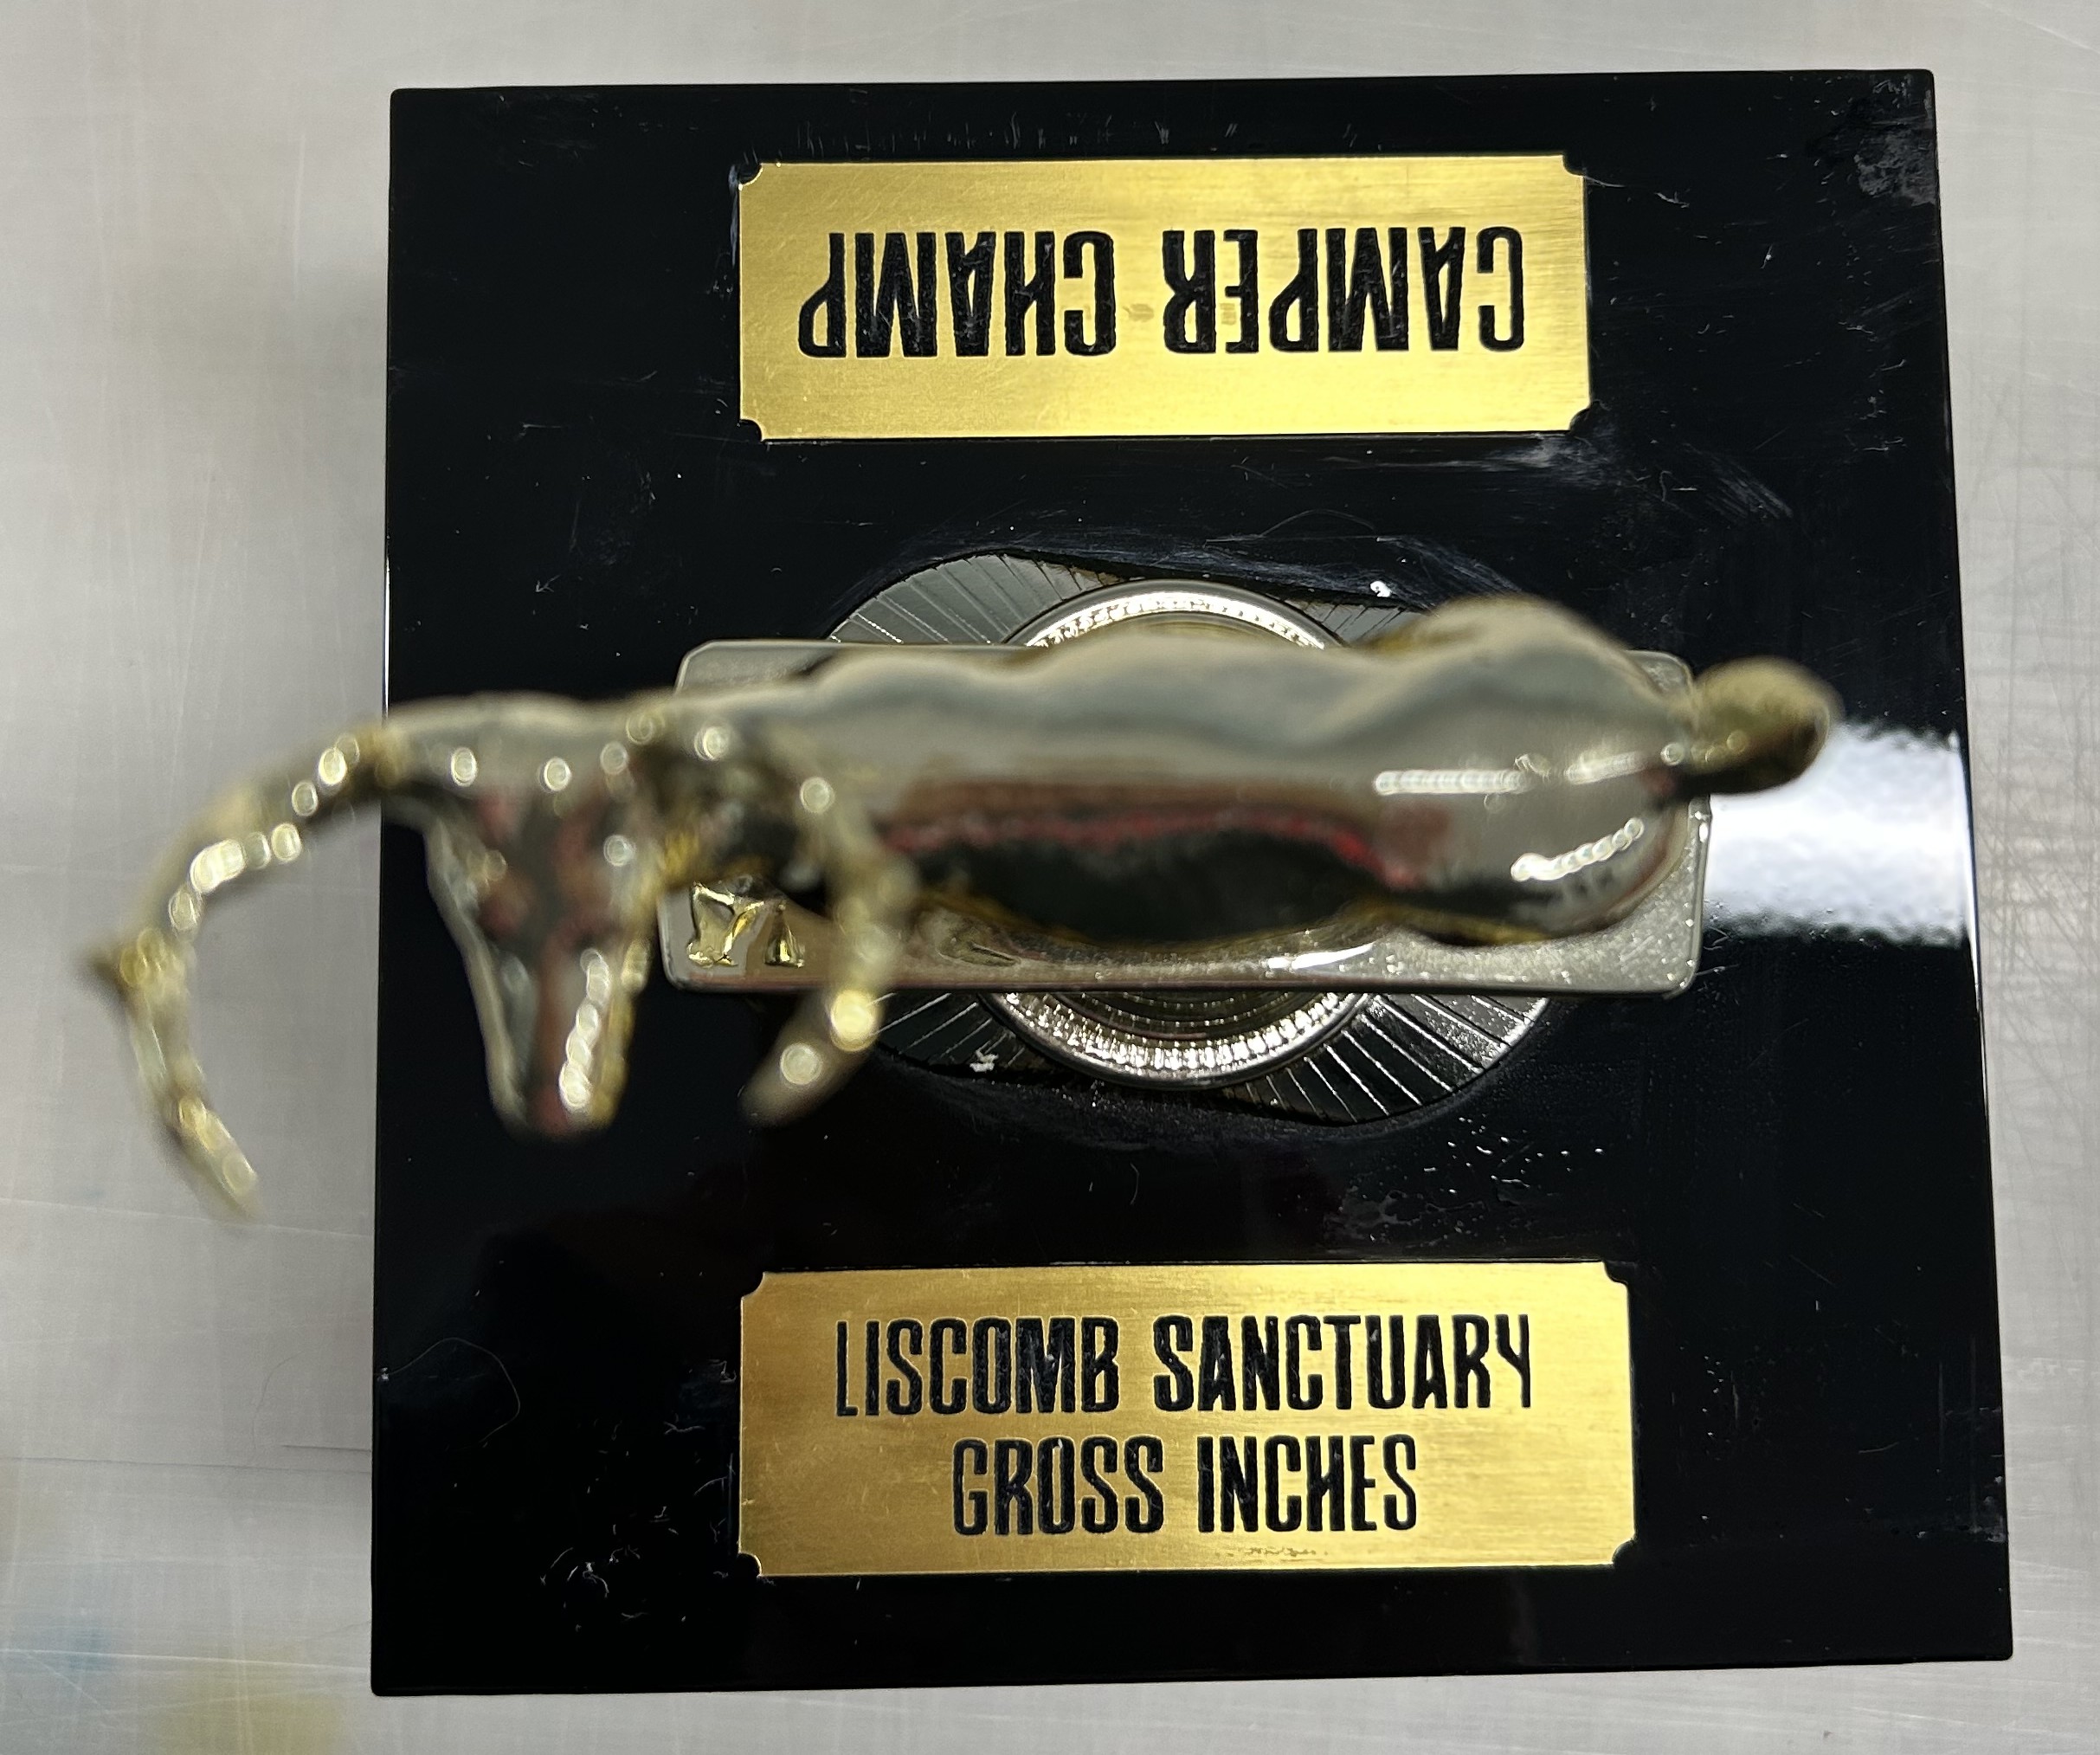 CAMPER CHAMP
LISCOMB SANCTUARY
GROSS INCHES